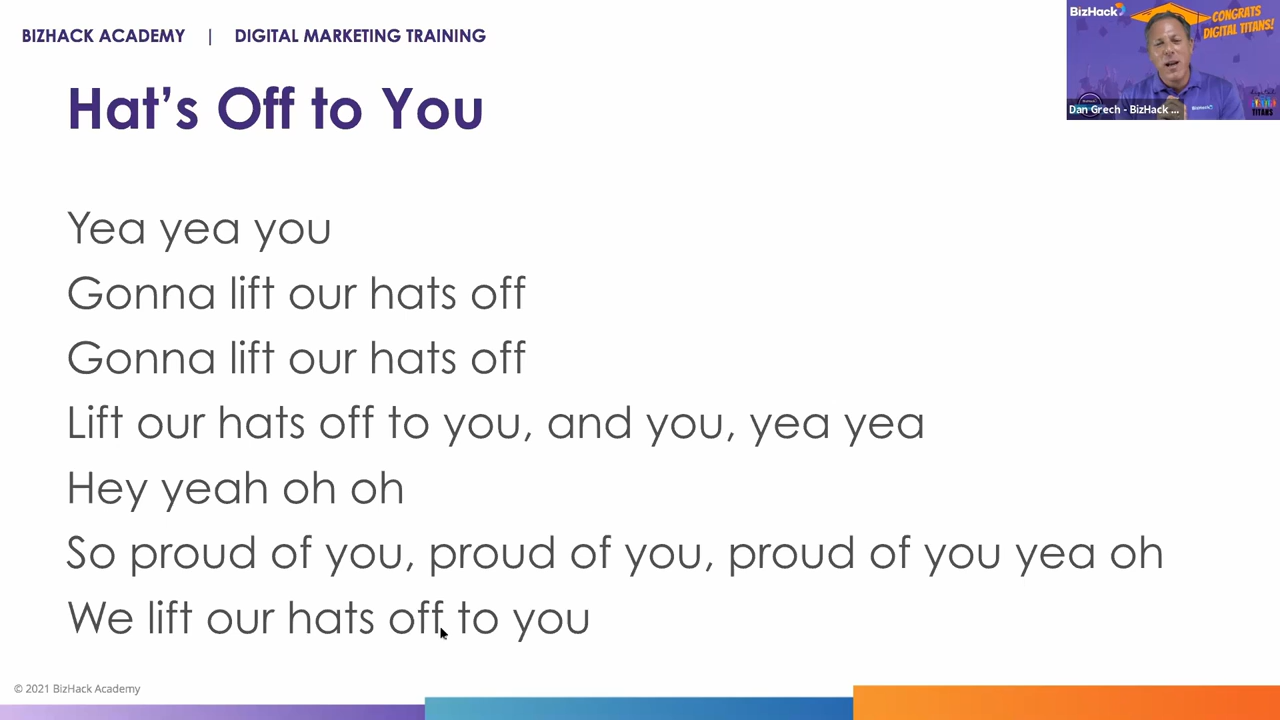 BIZHACK ACADEMY | DIGITAL MARKETING TRAINING
BizHack
CONGRATS
DIGITAL TITANS!
Hat's Off to You
Dan Grech - BizHack ...
BizHack
TITANS
Yea yea you
Gonna lift our hats off
Gonna lift our hats off
Lift our hats off to you, and you, yea yea
Hey yeah oh oh
So proud of you, proud of you, proud of you yea oh
We lift our hats off to you
© 2021 BizHack Academy